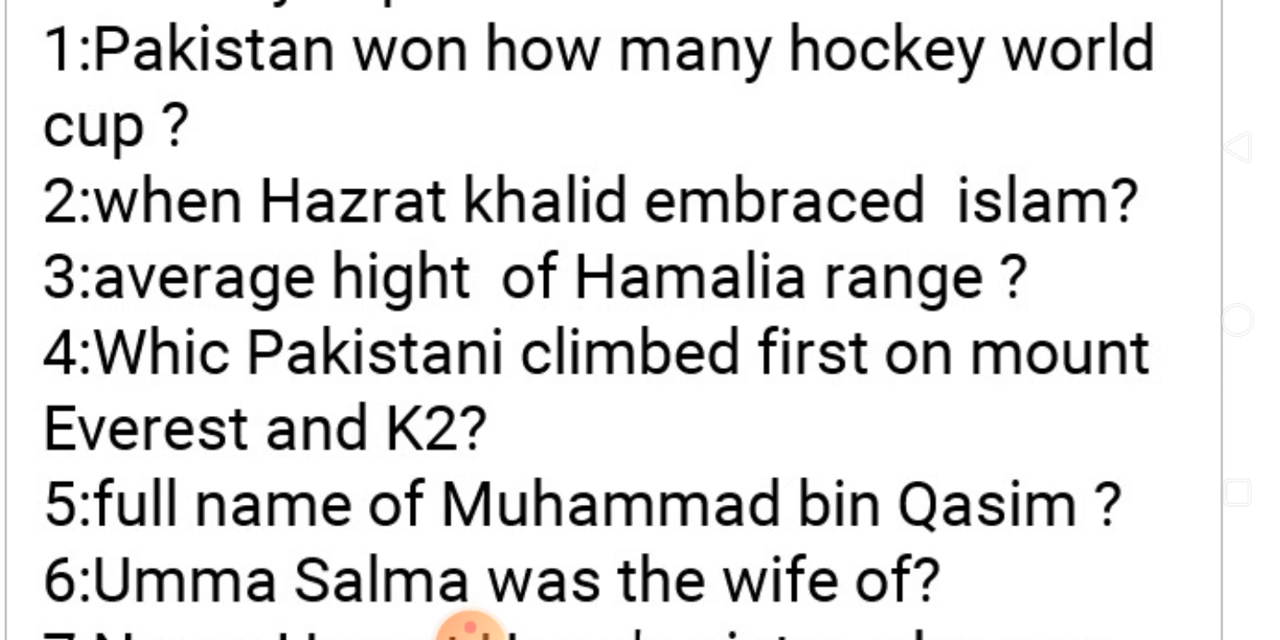 1:Pakistan won how many hockey world
cup ?
2:when Hazrat khalid embraced  islam?
3:average hight  of Hamalia range ?
4:Whic Pakistani climbed first on mount
Everest and K2?
5:full name of Muhammad bin Qasim ?
6:Umma Salma was the wife of?